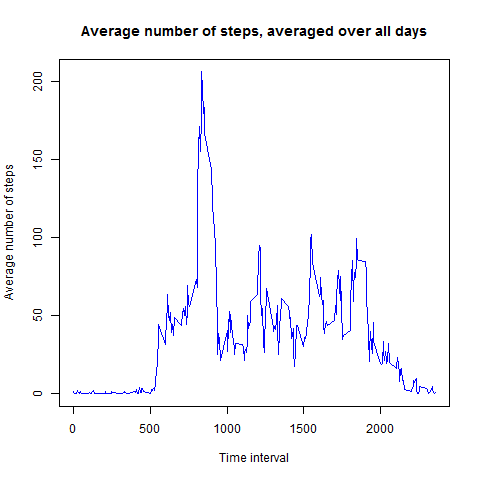 Average number of steps, averaged over all days
Average number of steps
200
150
100
50
0
0 500 1000 1500 2000
Time interval